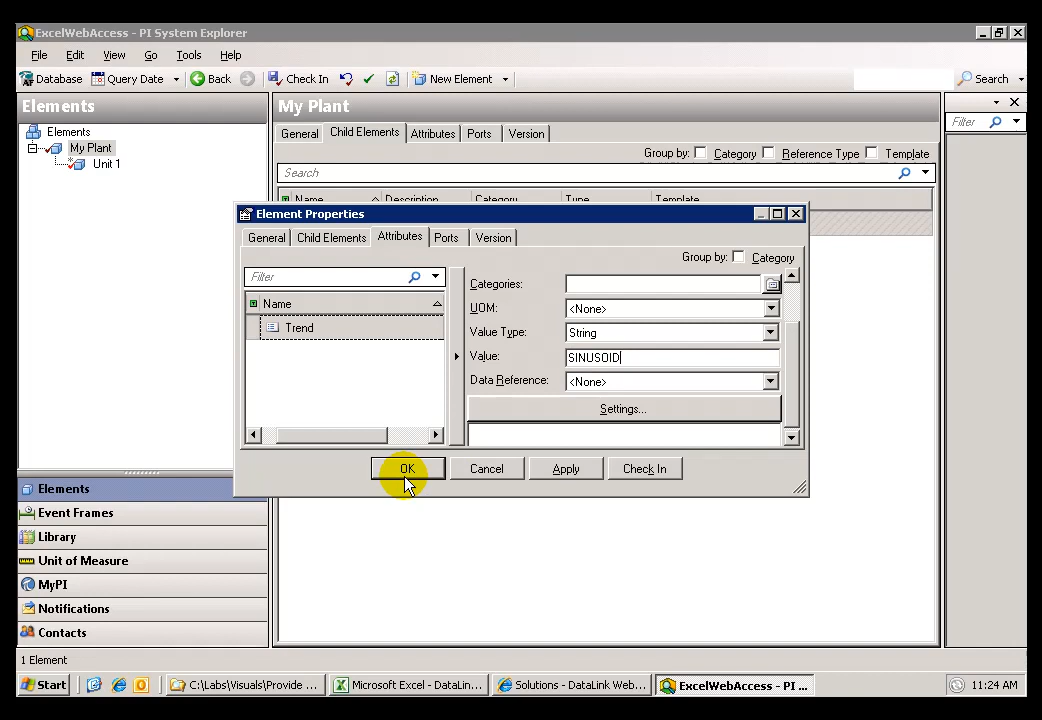 ExcelWebAccess - PI System Explorer
File Edit View Go Tools Help
Database Query Date Back Check In New Element Search
Elements
My Plant
Elements
My Plant
Unit 1
General Child Elements Attributes Ports Version
Filter
Group by: Category Reference Type Template
Search
Name Description Category Type Template
Element Properties
General Child Elements Attributes Ports Version
Group by: Category
Filter
Name
Trend
Categories:
UOM: <None>
Value Type: String
Value: SINUSOID
Data Reference: <None>
Settings...
OK Cancel Apply Check In
Elements
Event Frames
Library
Unit of Measure
MyPI
Notifications
Contacts
1 Element
Start C:\Labs\Visuals\Provide ... Microsoft Excel - DataLin... Solutions - DataLink Web... ExcelWebAccess - PI ... 11:24 AM